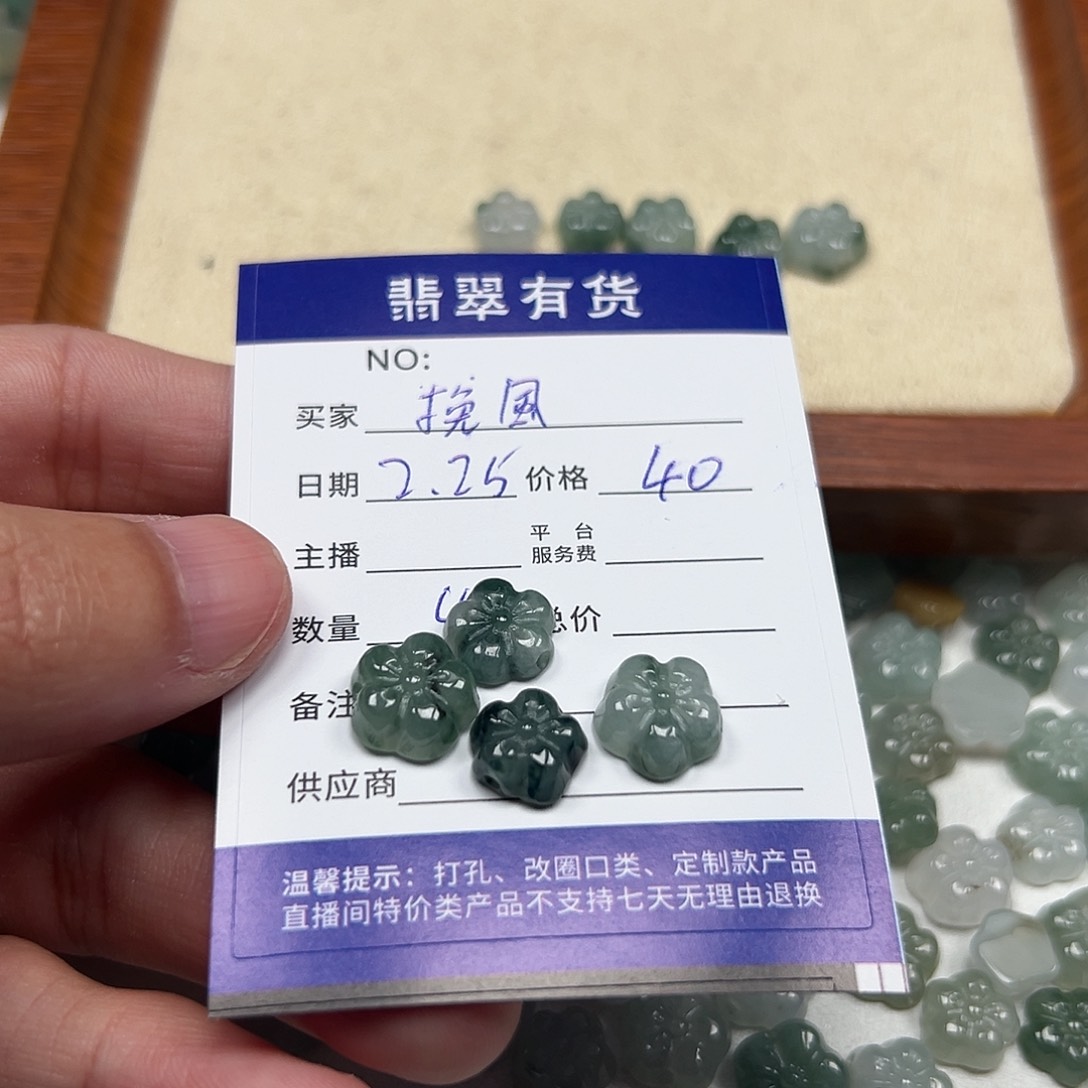 翡翠有货
NO:
买家 挽風
日期 2.25 价格 40
主播 平台服务费
数量 总价
备注
供应商
温馨提示：打孔、改圈口类、定制款产品
直播间特价类产品不支持七天无理由退换